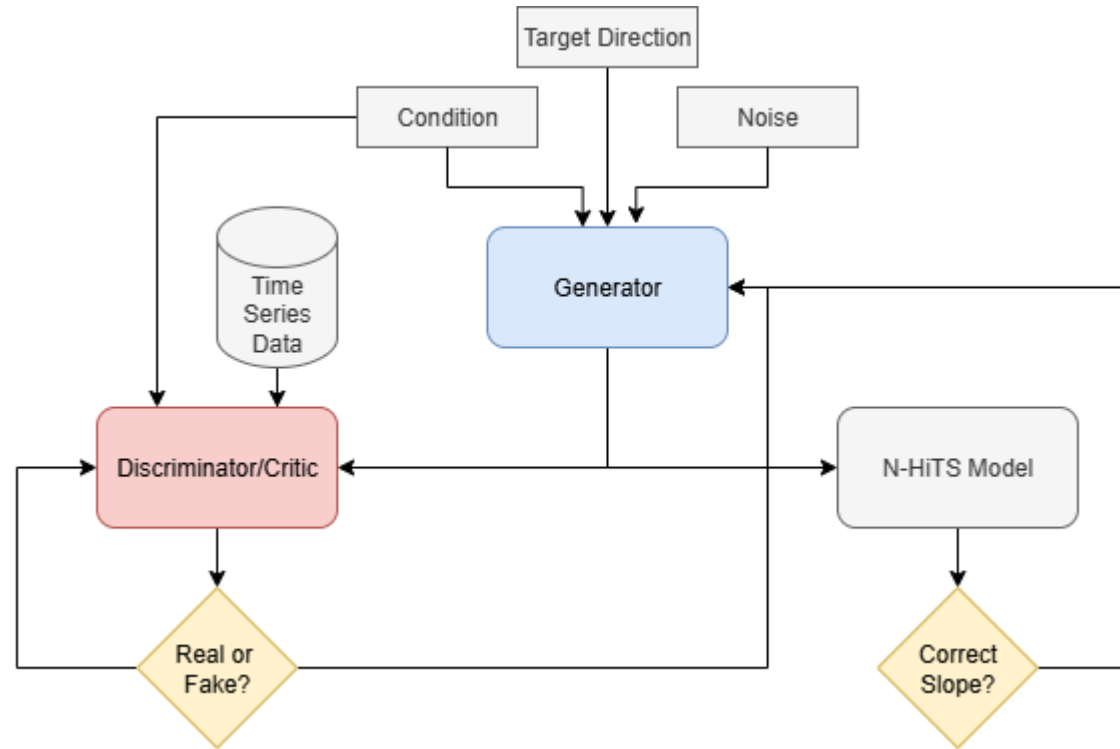 Target Direction
Condition
Noise
Time
Series
Data
Generator
Discriminator/Critic
N-HiTS Model
Real or
Fake?
Correct
Slope?